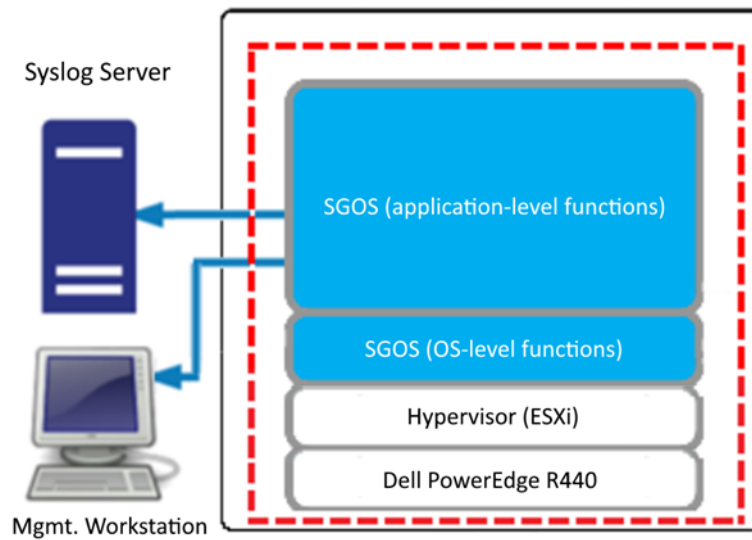 Syslog Server
SGOS (application-level functions)
SGOS (OS-level functions)
Hypervisor (ESXi)
Dell PowerEdge R440
Mgmt. Workstation